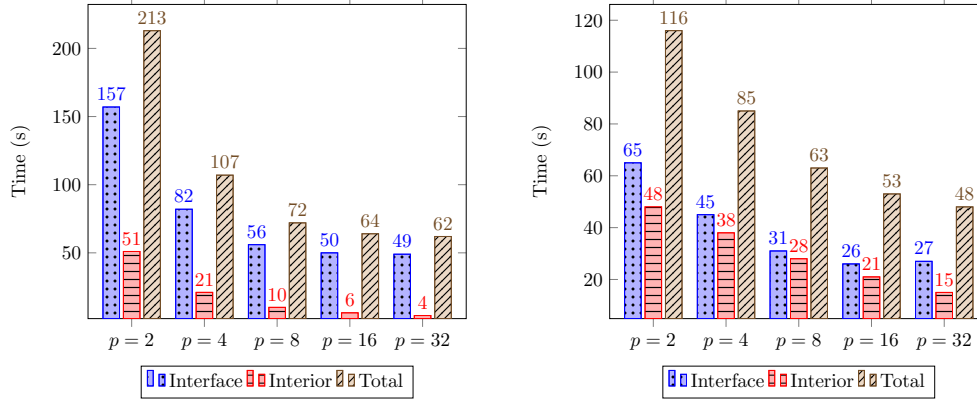 213
200
157
150
Time (s)
107
100
82
72
64
62
56
50
49
51
50
21
10
6
4
p = 2
p = 4
p = 8
p = 16
p = 32
Interface Interior Total
116
120
100
85
80
Time (s)
65
63
60
53
48
48
45
40
38
31
28
26
27
21
20
15
p = 2
p = 4
p = 8
p = 16
p = 32
Interface Interior Total